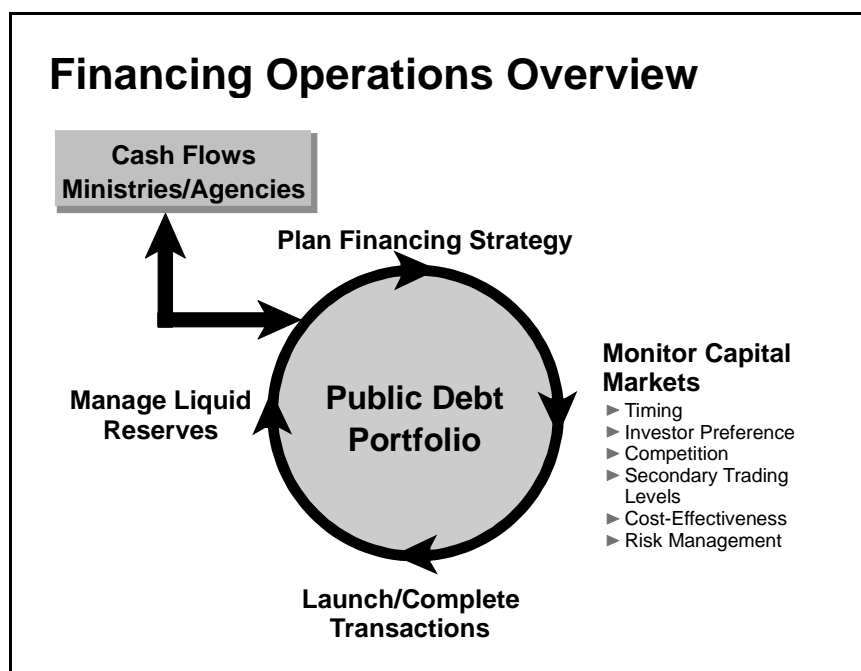 Financing Operations Overview
Cash Flows
Ministries/Agencies
Plan Financing Strategy
Monitor Capital
Markets
Timing
Investor Preference
Competition
Secondary Trading
Levels
Cost-Effectiveness
Risk Management
Public Debt
Portfolio
Manage Liquid
Reserves
Launch/Complete
Transactions